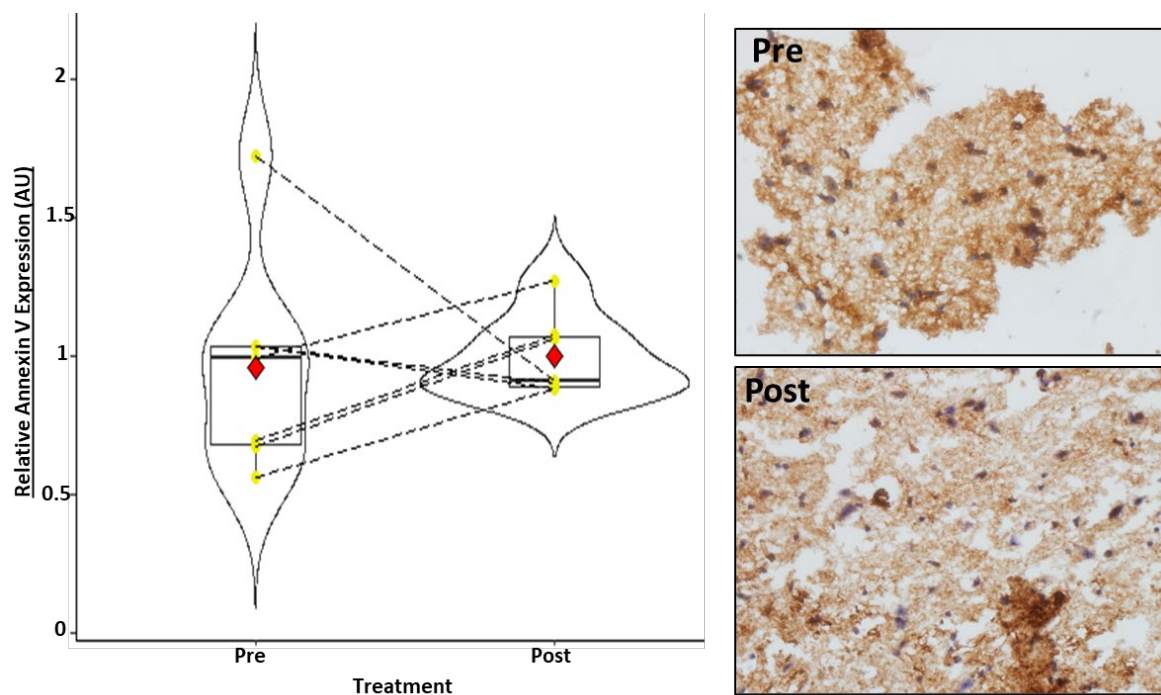 Relative Annexin V Expression (AU)
2
1.5
1
0.5
0
Pre
Post
Treatment
Pre
Post